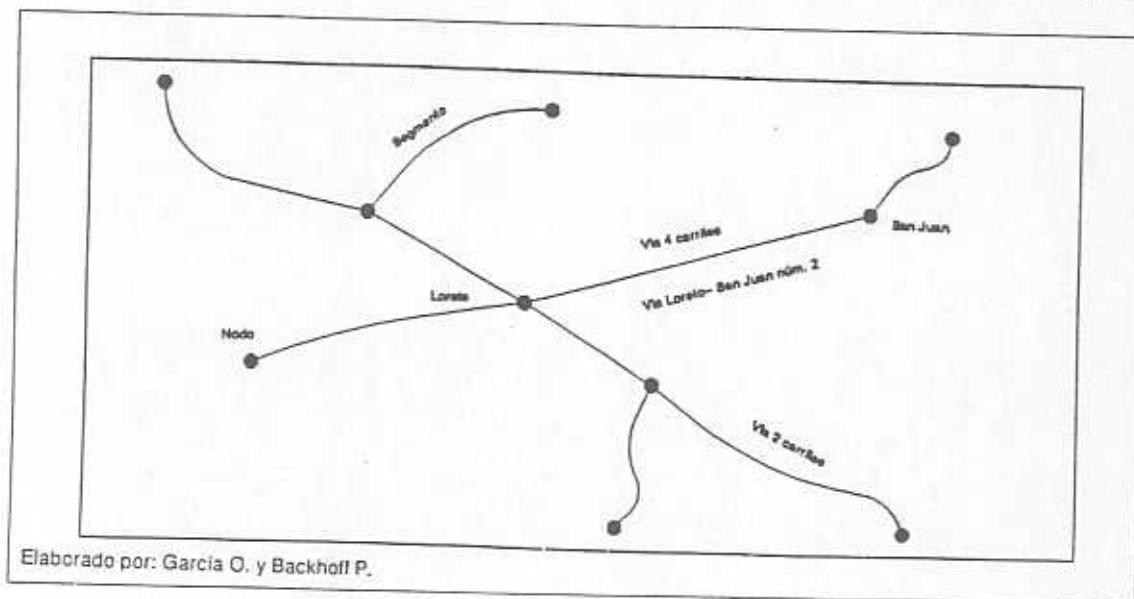 Segmento
Vía 4 carriles
San Juan
Vía Loreto- San Juan núm. 2
Loreto
Nodo
Vía 2 carriles
Elaborado por: García O. y Backhoff P.